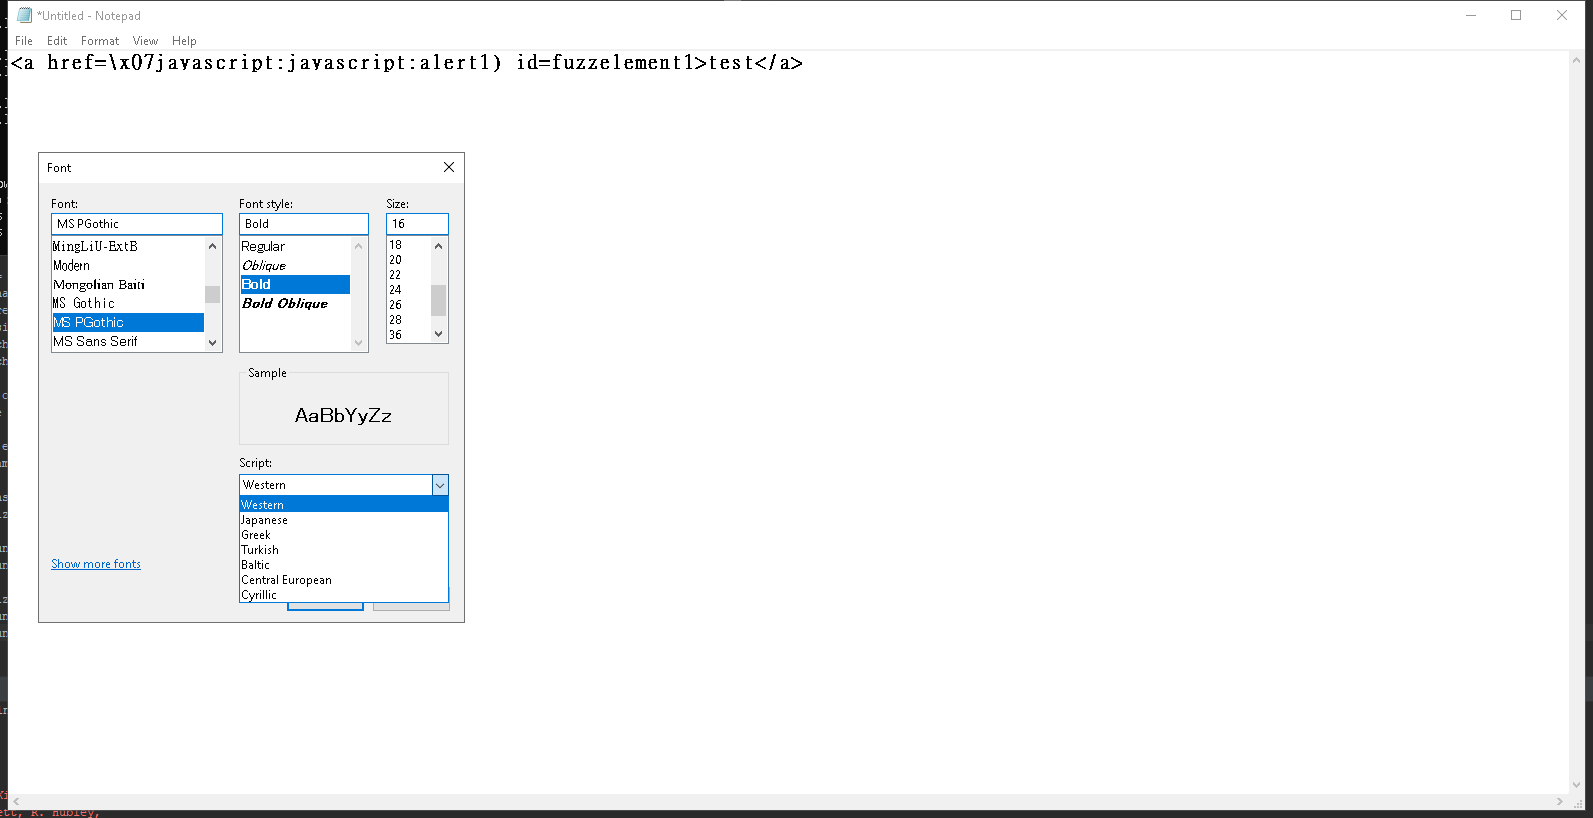 *Untitled - Notepad
File Edit Format View Help
<a href=\x07javascript:javascript:alert1) id=fuzzelement1>test</a>
Font
Font: Font style: Size:
MS PGothic Bold 16
MingLiU-ExtB Regular 18
Modern Oblique 20
Mongolian Baiti Bold 22
MS Gothic Bold Oblique 24
MS PGothic 26
MS Sans Serif 28
36
Sample
AaBbYyZz
Script:
Western
Western
Japanese
Greek
Turkish
Baltic
Central European
Cyrillic
Show more fonts
R. Hubley,